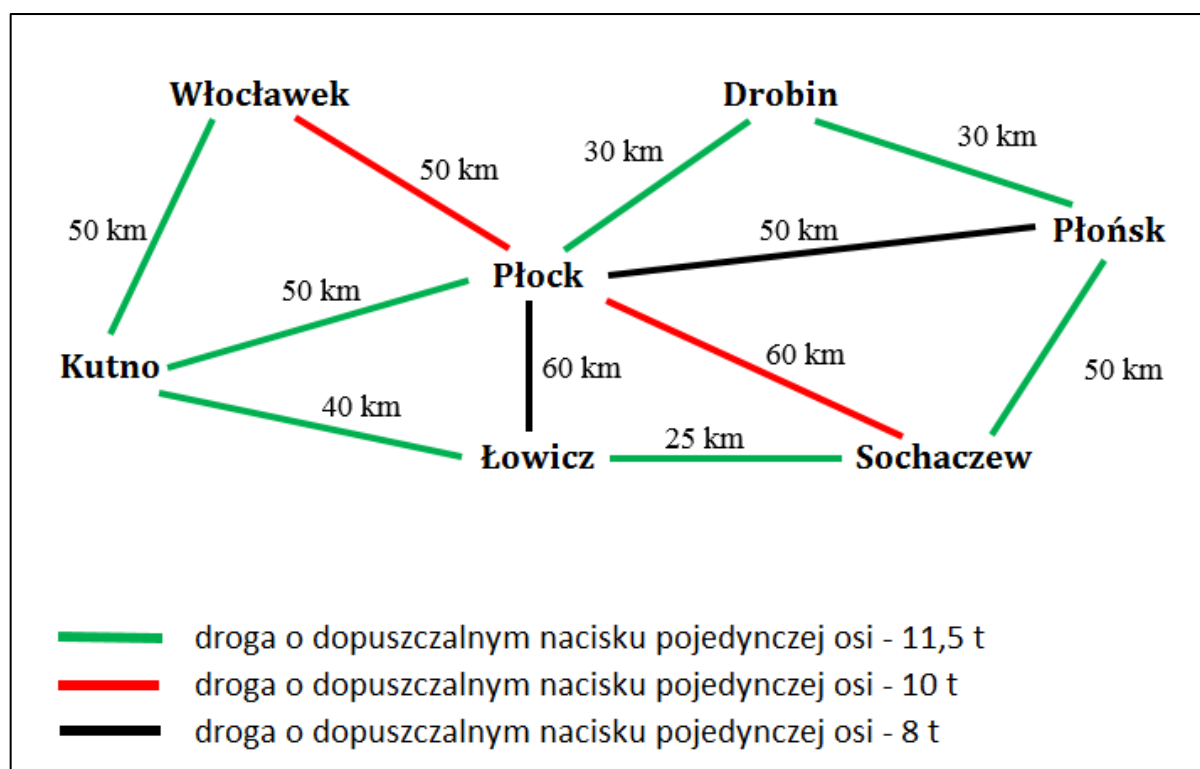 Włocławek
Drobin
30 km
30 km
50 km
50 km
50 km
Płońsk
Płock
50 km
Kutno
60 km
60 km
50 km
40 km
Łowicz
25 km
Sochaczew
droga o dopuszczalnym nacisku pojedynczej osi - 11,5 t
droga o dopuszczalnym nacisku pojedynczej osi - 10 t
droga o dopuszczalnym nacisku pojedynczej osi - 8 t